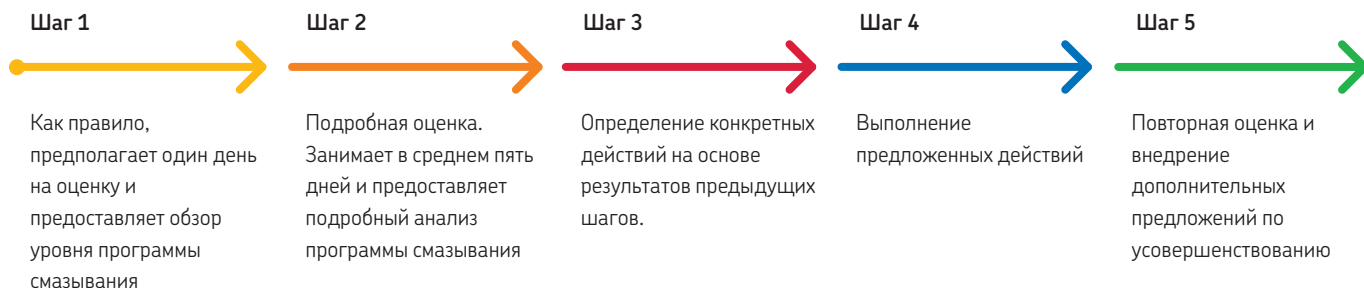 Шаг 1
Как правило,
предполагает один день
на оценку и
предоставляет обзор
уровня программы
смазывания
Шаг 2
Подробная оценка.
Занимает в среднем пять
дней и предоставляет
подробный анализ
программы смазывания
Шаг 3
Определение конкретных
действий на основе
результатов предыдущих
шагов.
Шаг 4
Выполнение
предложенных действий
Шаг 5
Повторная оценка и
внедрение
дополнительных
предложений по
усовершенствованию